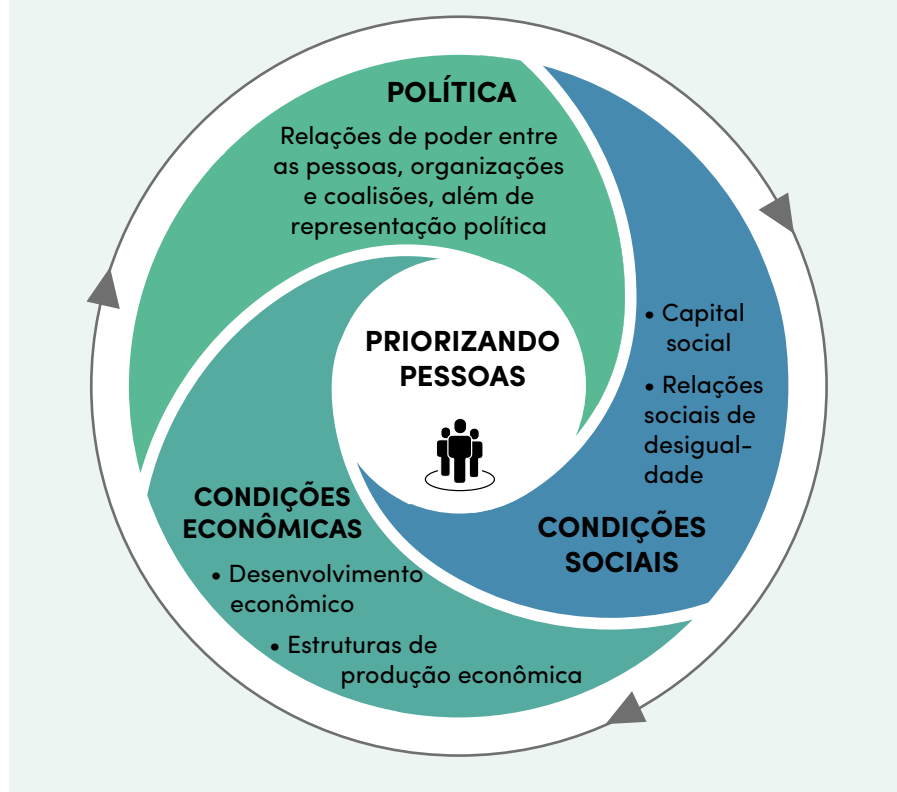 POLÍTICA
Relações de poder entre
as pessoas, organizações
e coalisões, além de
representação política
• Capital
social
• Relações
sociais de
desigual-
dade
CONDIÇÕES
SOCIAIS
PRIORIZANDO
PESSOAS
CONDIÇÕES
ECONÔMICAS
• Desenvolvimento
econômico
• Estruturas de
produção econômica